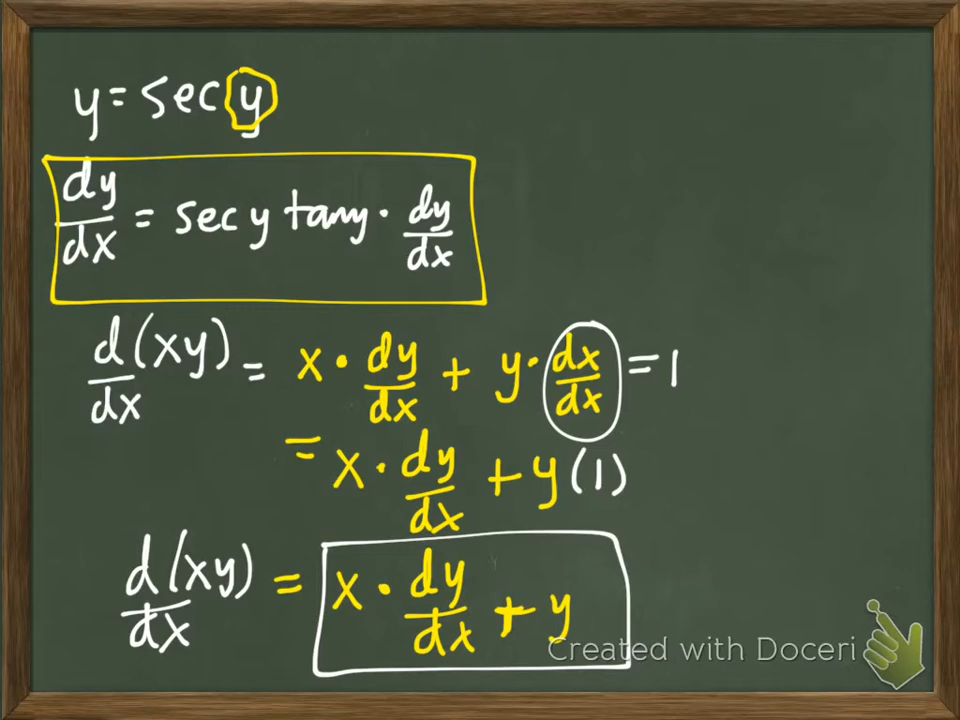 y = sec y
dy/dx = sec y tan y · dy/dx
d(xy)/dx = x · dy/dx + y · dx/dx = 1
= x · dy/dx + y (1)
d(xy)/dx = x · dy/dx + y
Created with Doceri